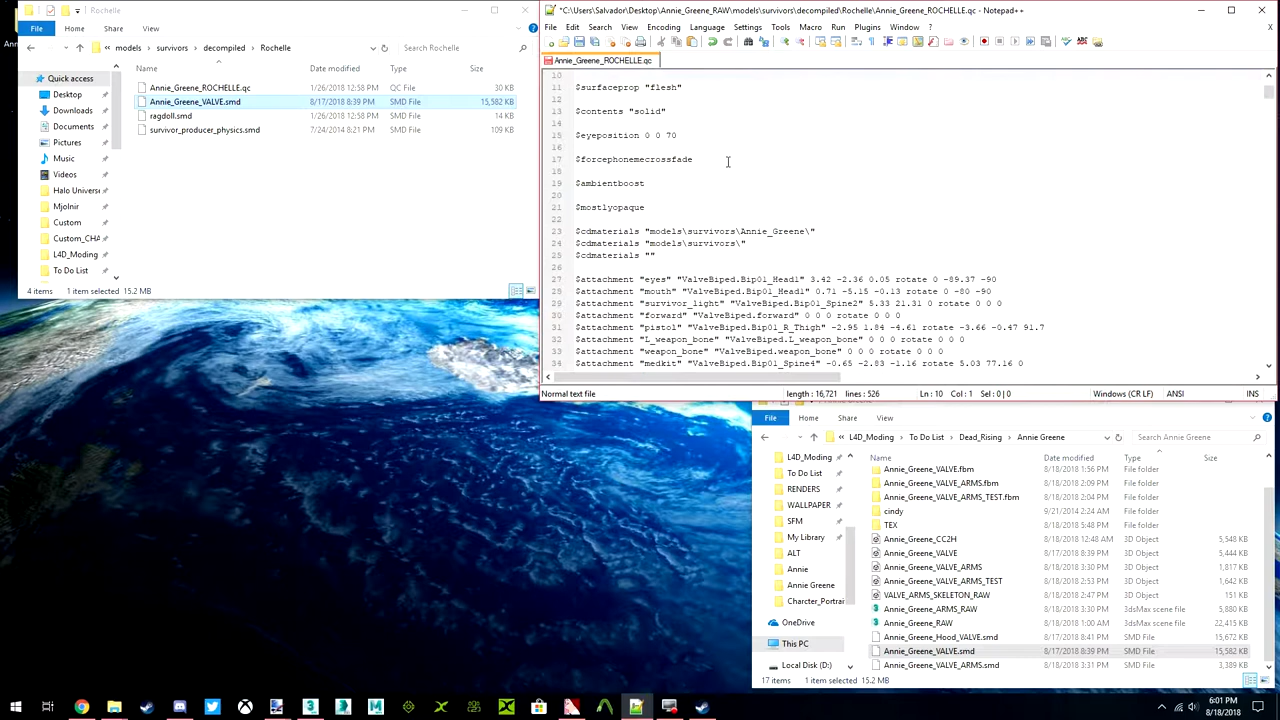 File Home Share View
models survivors decompiled Rochelle
Search Rochelle
Name Date modified Type Size
Quick access
Desktop
Downloads
Documents
Pictures
Music
Videos
Halo Universe
Mjolnir
Custom
Custom_CHA
L4D_Moding
To Do List
Annie_Greene_ROCHELLE.qc 1/26/2018 12:58 PM QC File 30 KB
Annie_Greene_VALVE.smd 8/17/2018 8:39 PM SMD File 15,582 KB
ragdoll.smd 1/26/2018 12:58 PM SMD File 14 KB
survivor_producer_physics.smd 7/24/2014 8:21 PM SMD File 109 KB
4 items 1 item selected 15.2 MB
*C:\Users\Salvador\Desktop\Annie_Greene_RAW\models\survivors\decompiled\Rochelle\Annie_Greene_ROCHELLE.qc - Notepad++
File Edit Search View Encoding Language Settings Tools Macro Run Plugins Window ?
Annie_Greene_ROCHELLE.qc
10
11 $surfaceprop "flesh"
12
13 $contents "solid"
14
15 $eyeposition 0 0 70
16
17 $forcephonemecrossfade
18
19 $ambientboost
20
21 $mostlyopaque
22
23 $cdmaterials "models\survivors\Annie_Greene\"
24 $cdmaterials "models\survivors\"
25 $cdmaterials ""
26
27 $attachment "eyes" "ValveBiped.Bip01_Head1" 3.42 -2.36 0.05 rotate 0 -89.37 -90
28 $attachment "mouth" "ValveBiped.Bip01_Head1" 0.71 -5.15 -0.13 rotate 0 -80 -90
29 $attachment "survivor_light" "ValveBiped.Bip01_Spine2" 5.33 21.31 0 rotate 0 0 0
30 $attachment "forward" "ValveBiped.forward" 0 0 0 rotate 0 0 0
31 $attachment "pistol" "ValveBiped.Bip01_R_Thigh" -2.95 1.84 -4.61 rotate -3.66 -0.47 91.7
32 $attachment "L_weapon_bone" "ValveBiped.L_weapon_bone" 0 0 0 rotate 0 0 0
33 $attachment "weapon_bone" "ValveBiped.weapon_bone" 0 0 0 rotate 0 0 0
34 $attachment "medkit" "ValveBiped.Bip01_Spine4" -0.65 -2.83 -1.16 rotate 5.03 77.16 0
Normal text file length : 16,721 lines : 526 Ln : 10 Col : 1 Sel : 0 | 0 Windows (CR LF) ANSI INS
File Home Share View
L4D_Moding To Do List Dead_Rising Annie Greene
Search Annie Greene
Name Date modified Type Size
L4D_Moding
To Do List
RENDERS
WALLPAPER
SFM
My Library
ALT
Annie
Annie Greene
Charcter_Portrai
OneDrive
This PC
Local Disk (D:)
Annie_Greene_VALVE.fbm 8/18/2018 1:56 PM File folder
Annie_Greene_VALVE_ARMS.fbm 8/18/2018 2:09 PM File folder
Annie_Greene_VALVE_ARMS_TEST.fbm 8/18/2018 2:04 PM File folder
cindy 9/21/2014 2:24 AM File folder
TEX 8/18/2018 5:48 PM File folder
Annie_Greene_CC2H 8/18/2018 12:48 AM 3D Object 5,548 KB
Annie_Greene_VALVE 8/17/2018 8:39 PM 3D Object 5,444 KB
Annie_Greene_VALVE_ARMS 8/18/2018 3:30 PM 3D Object 1,817 KB
Annie_Greene_VALVE_ARMS_TEST 8/18/2018 2:53 PM 3D Object 1,642 KB
VALVE_ARMS_SKELETON_RAW 8/18/2018 2:47 PM 3D Object 151 KB
Annie_Greene_ARMS_RAW 8/18/2018 3:30 PM 3dsMax scene file 5,880 KB
Annie_Greene_RAW 8/18/2018 1:00 AM 3dsMax scene file 22,415 KB
Annie_Greene_Hood_VALVE.smd 8/17/2018 8:41 PM SMD File 15,672 KB
Annie_Greene_VALVE.smd 8/17/2018 8:39 PM SMD File 15,582 KB
Annie_Greene_VALVE_ARMS.smd 8/18/2018 3:31 PM SMD File 3,389 KB
17 items 1 item selected 15.2 MB
6:01 PM
8/18/2018